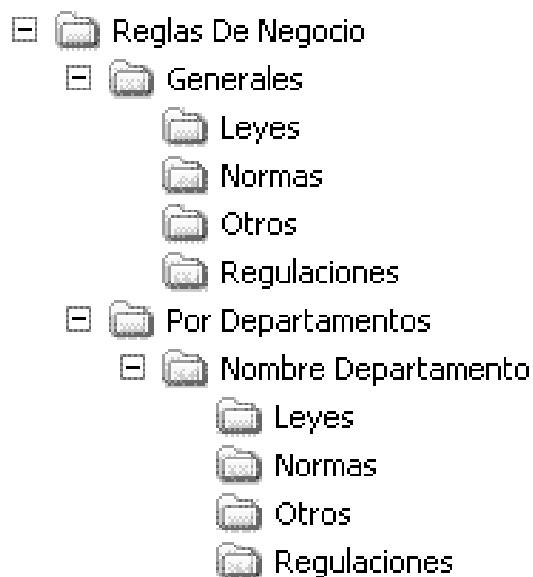 Reglas De Negocio
Generales
Leyes
Normas
Otros
Regulaciones
Por Departamentos
Nombre Departamento
Leyes
Normas
Otros
Regulaciones